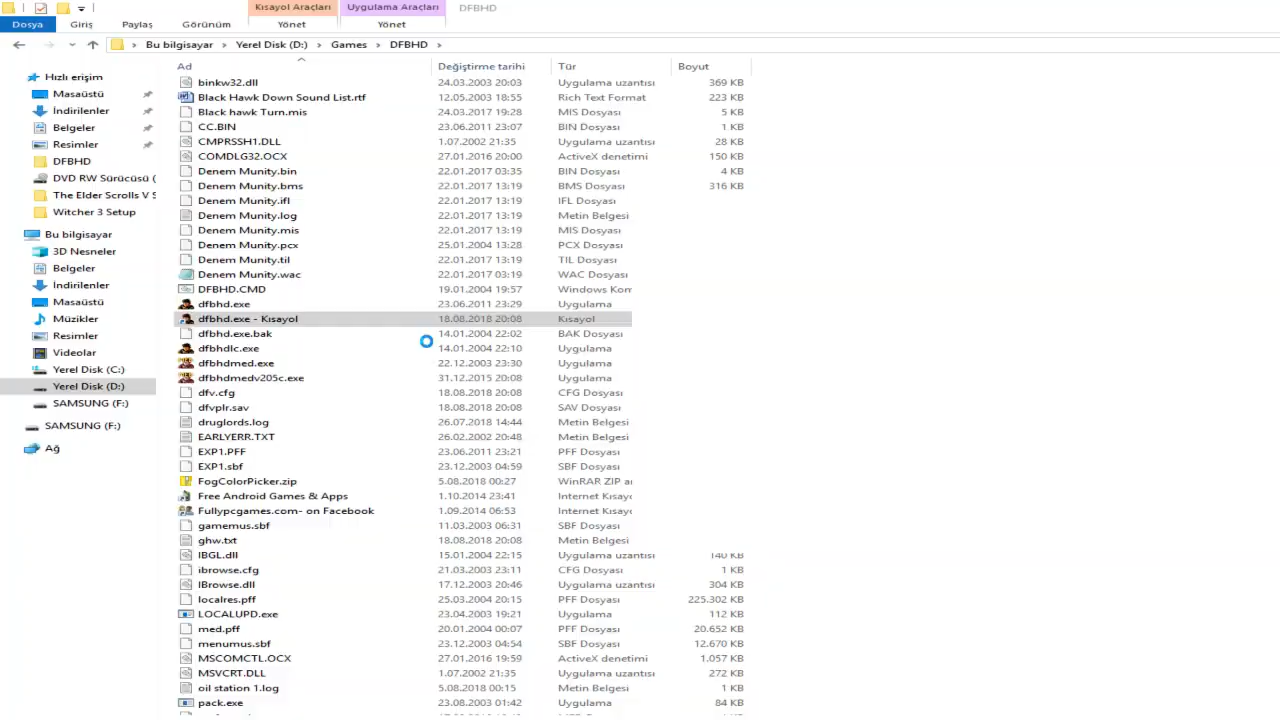 Kısayol Araçları Uygulama Araçları DFBHD
Dosya Giriş Paylaş Görünüm Yönet Yönet
Bu bilgisayar Yerel Disk (D:) Games DFBHD
Ad Değiştirme tarihi Tür Boyut
Hızlı erişim
Masaüstü
İndirilenler
Belgeler
Resimler
DFBHD
DVD RW Sürücüsü (
The Elder Scrolls V S
Witcher 3 Setup
Bu bilgisayar
3D Nesneler
Belgeler
İndirilenler
Masaüstü
Müzikler
Resimler
Videolar
Yerel Disk (C:)
Yerel Disk (D:)
SAMSUNG (F:)
SAMSUNG (F:)
Ağ
binkw32.dll 24.03.2003 20:03 Uygulama uzantısı 369 KB
Black Hawk Down Sound List.rtf 12.05.2003 18:55 Rich Text Format 223 KB
Black hawk Turn.mis 24.03.2017 19:28 MIS Dosyası 5 KB
CC.BIN 23.06.2011 23:07 BIN Dosyası 1 KB
CMPRSSH1.DLL 1.07.2002 21:35 Uygulama uzantısı 28 KB
COMDLG32.OCX 27.01.2016 20:00 ActiveX denetimi 150 KB
Denem Munity.bin 22.01.2017 03:35 BIN Dosyası 4 KB
Denem Munity.bms 22.01.2017 13:19 BMS Dosyası 316 KB
Denem Munity.ifl 22.01.2017 13:19 IFL Dosyası
Denem Munity.log 22.01.2017 13:19 Metin Belgesi
Denem Munity.mis 22.01.2017 13:19 MIS Dosyası
Denem Munity.pcx 25.01.2004 13:28 PCX Dosyası
Denem Munity.til 22.01.2017 13:19 TIL Dosyası
Denem Munity.wac 22.01.2017 03:19 WAC Dosyası
DFBHD.CMD 19.01.2004 19:57 Windows Kom
dfbhd.exe 23.06.2011 23:29 Uygulama
dfbhd.exe - Kısayol 18.08.2018 20:08 Kısayol
dfbhd.exe.bak 14.01.2004 22:02 BAK Dosyası
dfbhdlc.exe 14.01.2004 22:10 Uygulama
dfbhdmed.exe 22.12.2003 23:30 Uygulama
dfbhdmedv205c.exe 31.12.2015 20:08 Uygulama
dfv.cfg 18.08.2018 20:08 CFG Dosyası
dfvplr.sav 18.08.2018 20:08 SAV Dosyası
druglords.log 26.07.2018 14:44 Metin Belgesi
EARLYERR.TXT 26.02.2002 20:48 Metin Belgesi
EXP1.PFF 23.06.2011 23:21 PFF Dosyası
EXP1.sbf 23.12.2003 04:59 SBF Dosyası
FogColorPicker.zip 5.08.2018 00:27 WinRAR ZIP ar
Free Android Games & Apps 1.10.2014 23:41 Internet Kısayo
Fullypcgames.com- on Facebook 1.09.2014 06:53 Internet Kısayo
gamemus.sbf 11.03.2003 06:31 SBF Dosyası
ghw.txt 18.08.2018 20:08 Metin Belgesi
IBGL.dll 15.01.2004 22:15 Uygulama uzantısı 140 KB
ibrowse.cfg 21.03.2003 23:11 CFG Dosyası 1 KB
IBrowse.dll 17.12.2003 20:46 Uygulama uzantısı 304 KB
localres.pff 25.03.2004 20:15 PFF Dosyası 225.302 KB
LOCALUPD.exe 23.04.2003 19:21 Uygulama 112 KB
med.pff 20.01.2004 00:07 PFF Dosyası 20.652 KB
menumus.sbf 23.12.2003 04:54 SBF Dosyası 12.670 KB
MSCOMCTL.OCX 27.01.2016 19:59 ActiveX denetimi 1.057 KB
MSVCRT.DLL 1.07.2002 21:35 Uygulama uzantısı 272 KB
oil station 1.log 5.08.2018 00:15 Metin Belgesi 1 KB
pack.exe 23.08.2003 01:42 Uygulama 84 KB